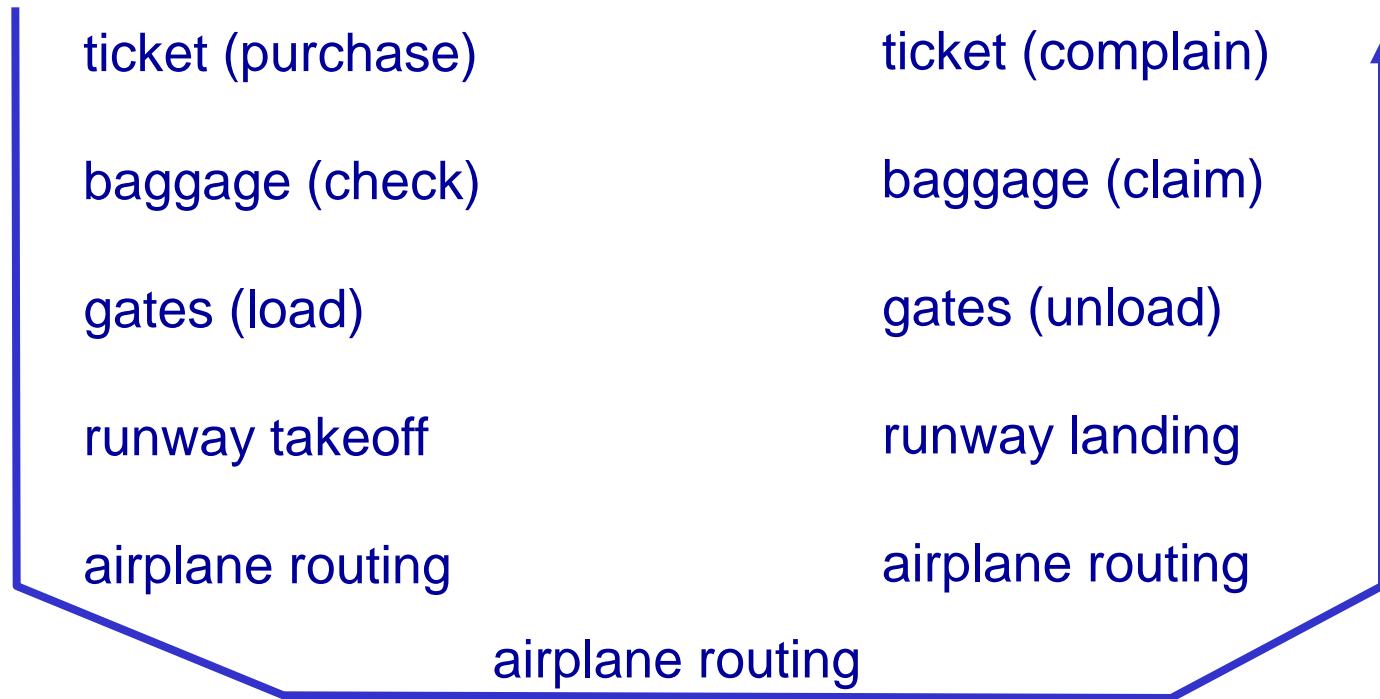 ticket (purchase)
baggage (check)
gates (load)
runway takeoff
airplane routing
airplane routing
ticket (complain)
baggage (claim)
gates (unload)
runway landing
airplane routing